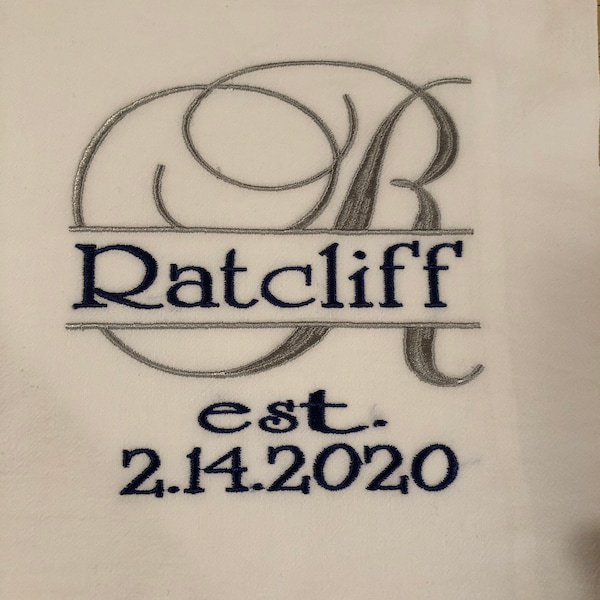 R
Ratcliff
est.
2.14.2020